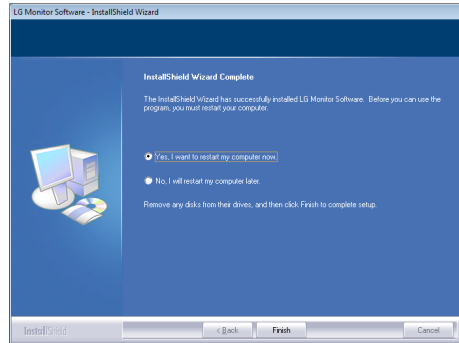 LG Monitor Software - InstallShield Wizard
InstallShield Wizard Complete
The InstallShield Wizard has successfully installed LG Monitor Software. Before you can use the
program, you must restart your computer.
Yes, I want to restart my computer now.
No, I will restart my computer later.
Remove any disks from their drives, and then click Finish to complete setup.
InstallShield
< Back Finish Cancel